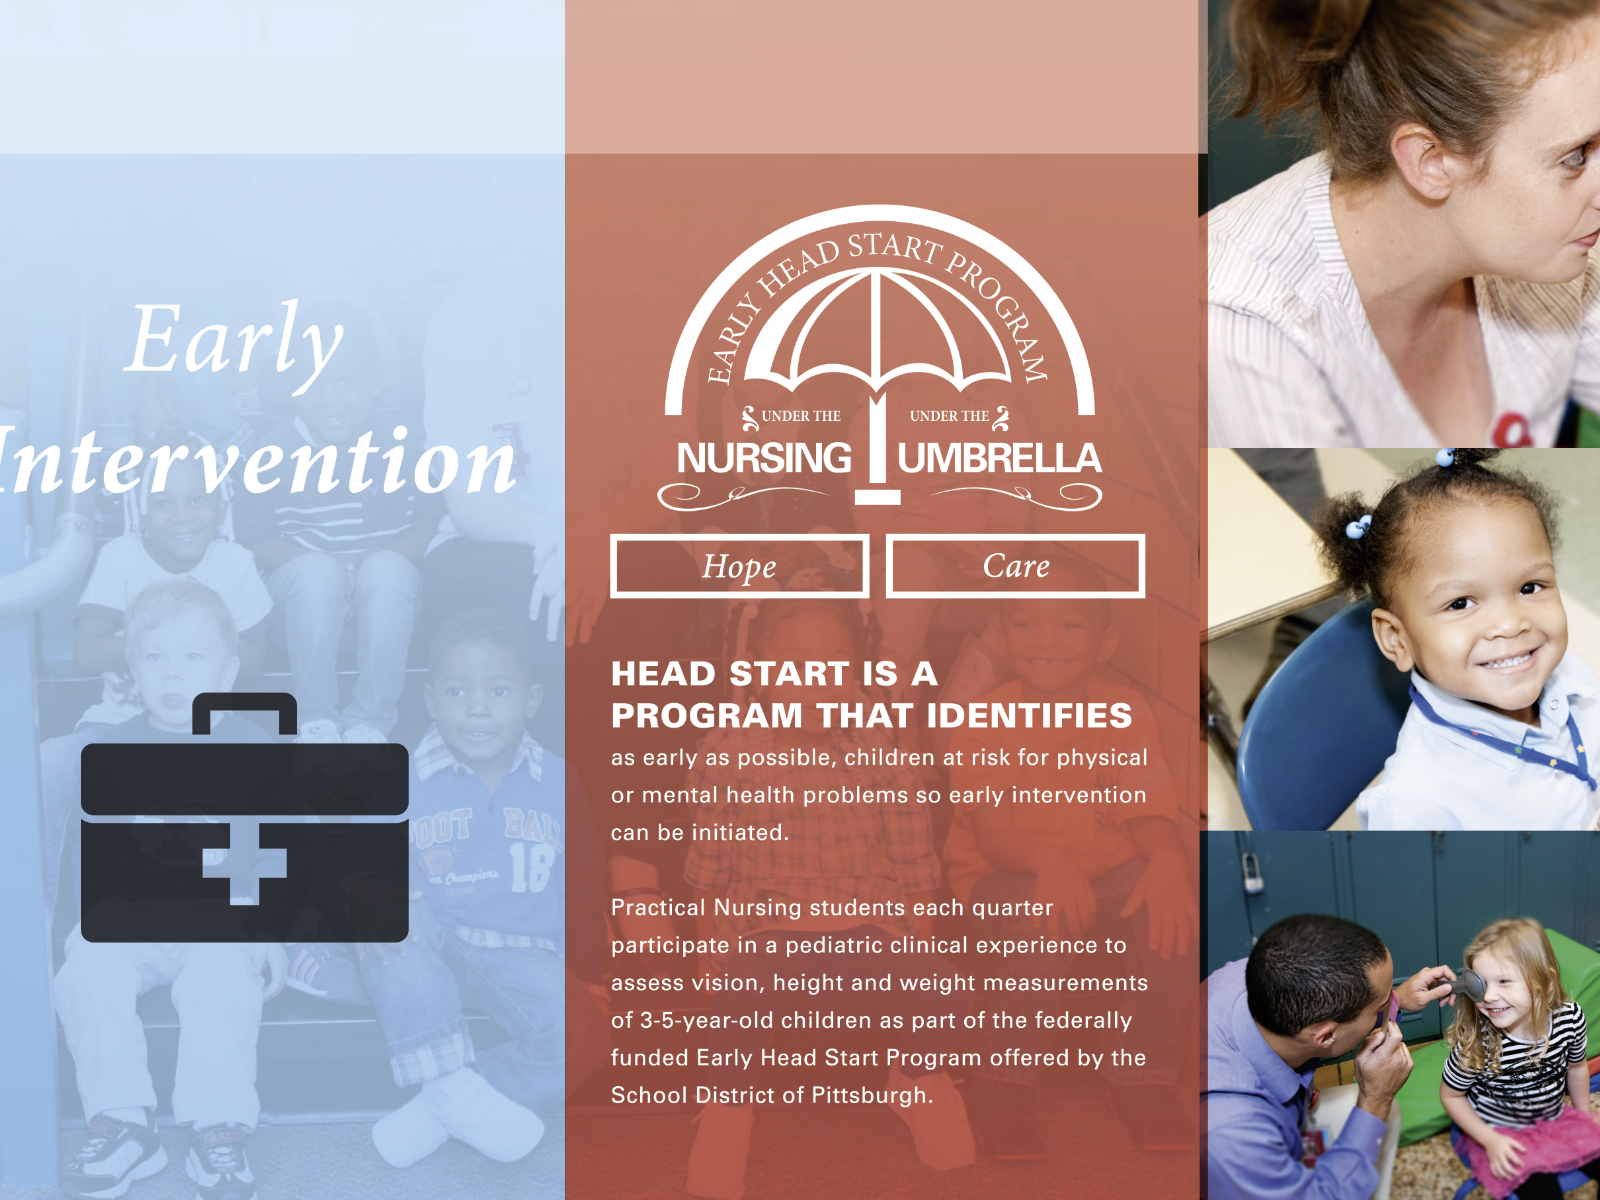 Early
Intervention
EARLY HEAD START PROGRAM
UNDER THE UNDER THE
NURSING UMBRELLA
Hope Care
HEAD START IS A
PROGRAM THAT IDENTIFIES
as early as possible, children at risk for physical
or mental health problems so early intervention
can be initiated.
Practical Nursing students each quarter
participate in a pediatric clinical experience to
assess vision, height and weight measurements
of 3-5-year-old children as part of the federally
funded Early Head Start Program offered by the
School District of Pittsburgh.
FOOT BALL
18
Champions